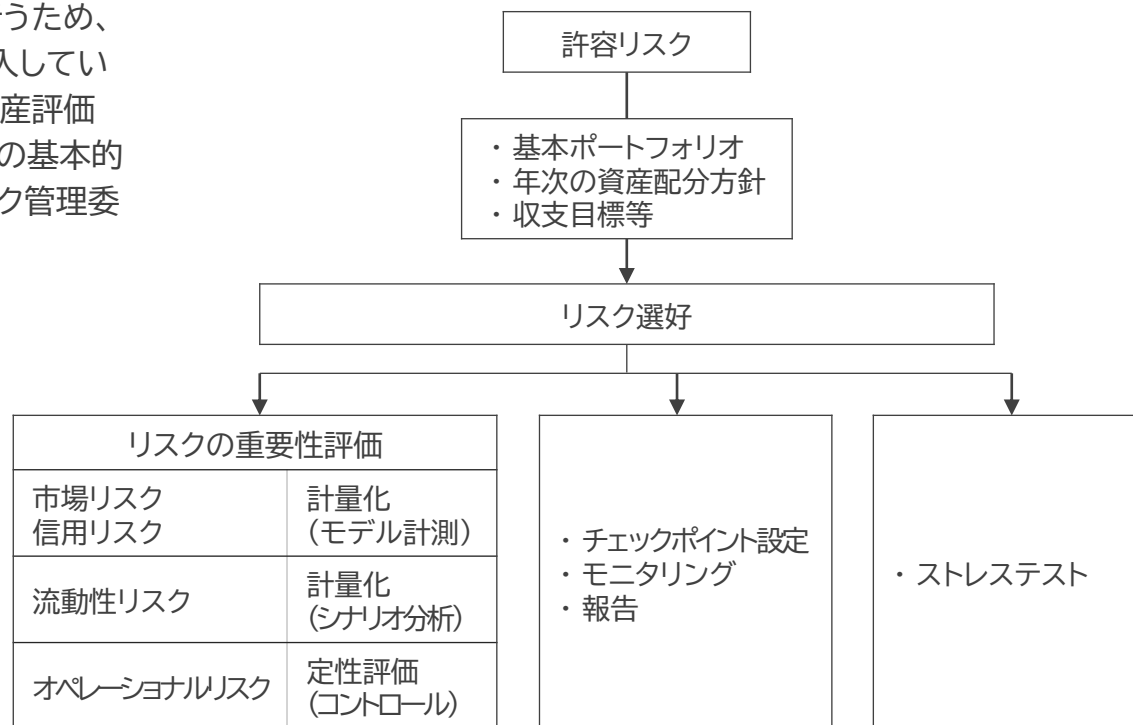 うため、
入してい
産評価
の基本的
ク管理委
許容リスク
・基本ポートフォリオ
・年次の資産配分方針
・収支目標等
リスク選好
リスクの重要性評価
市場リスク
信用リスク
計量化
(モデル計測)
流動性リスク
計量化
(シナリオ分析)
オペレーショナルリスク
定性評価
(コントロール)
・チェックポイント設定
・モニタリング
・報告
・ストレステスト